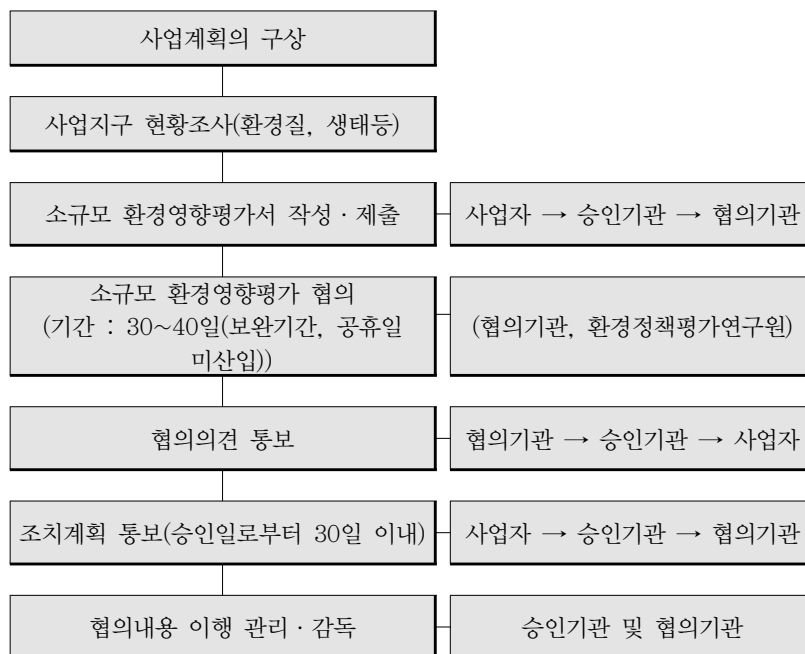 사업계획의 구상
사업지구 현황조사(환경질, 생태등)
소규모 환경영향평가서 작성 · 제출
사업자 → 승인기관 → 협의기관
소규모 환경영향평가 협의
(기간 : 30~40일(보완기간, 공휴일
미산입))
(협의기관, 환경정책평가연구원)
협의의견 통보
협의기관 → 승인기관 → 사업자
조치계획 통보(승인일로부터 30일 이내)
사업자 → 승인기관 → 협의기관
협의내용 이행 관리 · 감독
승인기관 및 협의기관